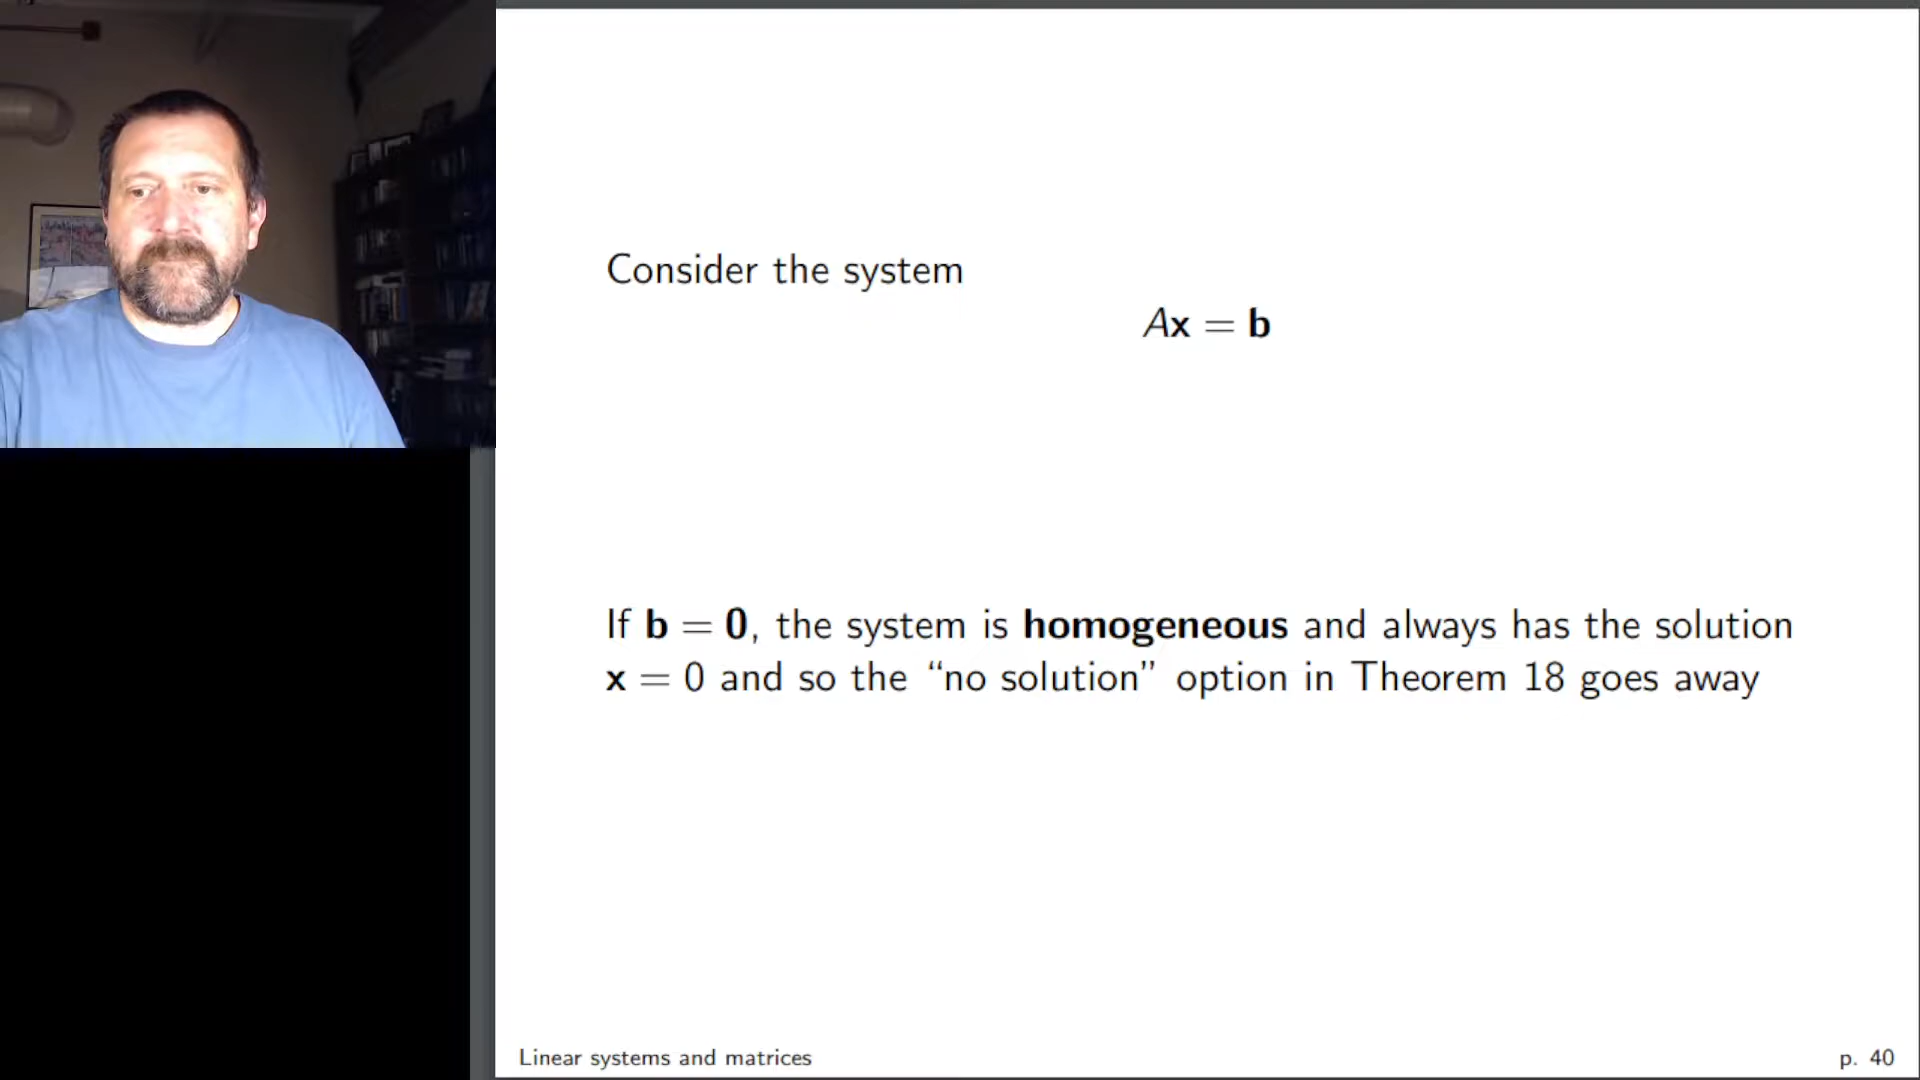 Consider the system
Ax = b
If b = 0, the system is homogeneous and always has the solution
x = 0 and so the “no solution” option in Theorem 18 goes away
Linear systems and matrices
p. 40